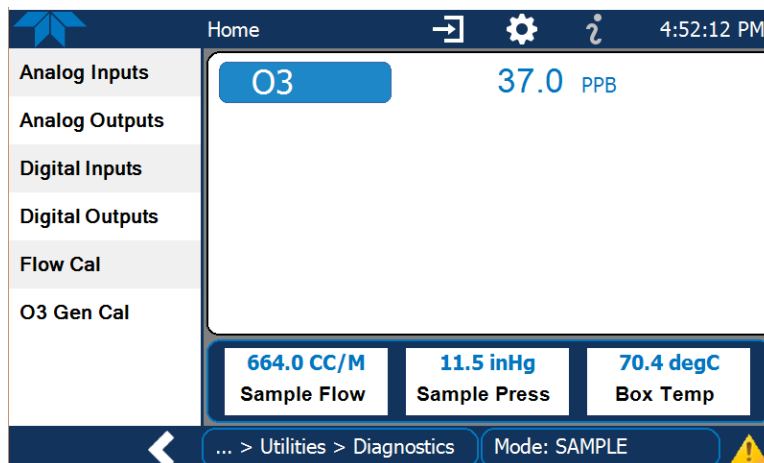 Home
4:52:12 PM
Analog Inputs
Analog Outputs
Digital Inputs
Digital Outputs
Flow Cal
O3 Gen Cal
O3
37.0 PPB
664.0 CC/M
Sample Flow
11.5 inHg
Sample Press
70.4 degC
Box Temp
... > Utilities > Diagnostics
Mode: SAMPLE